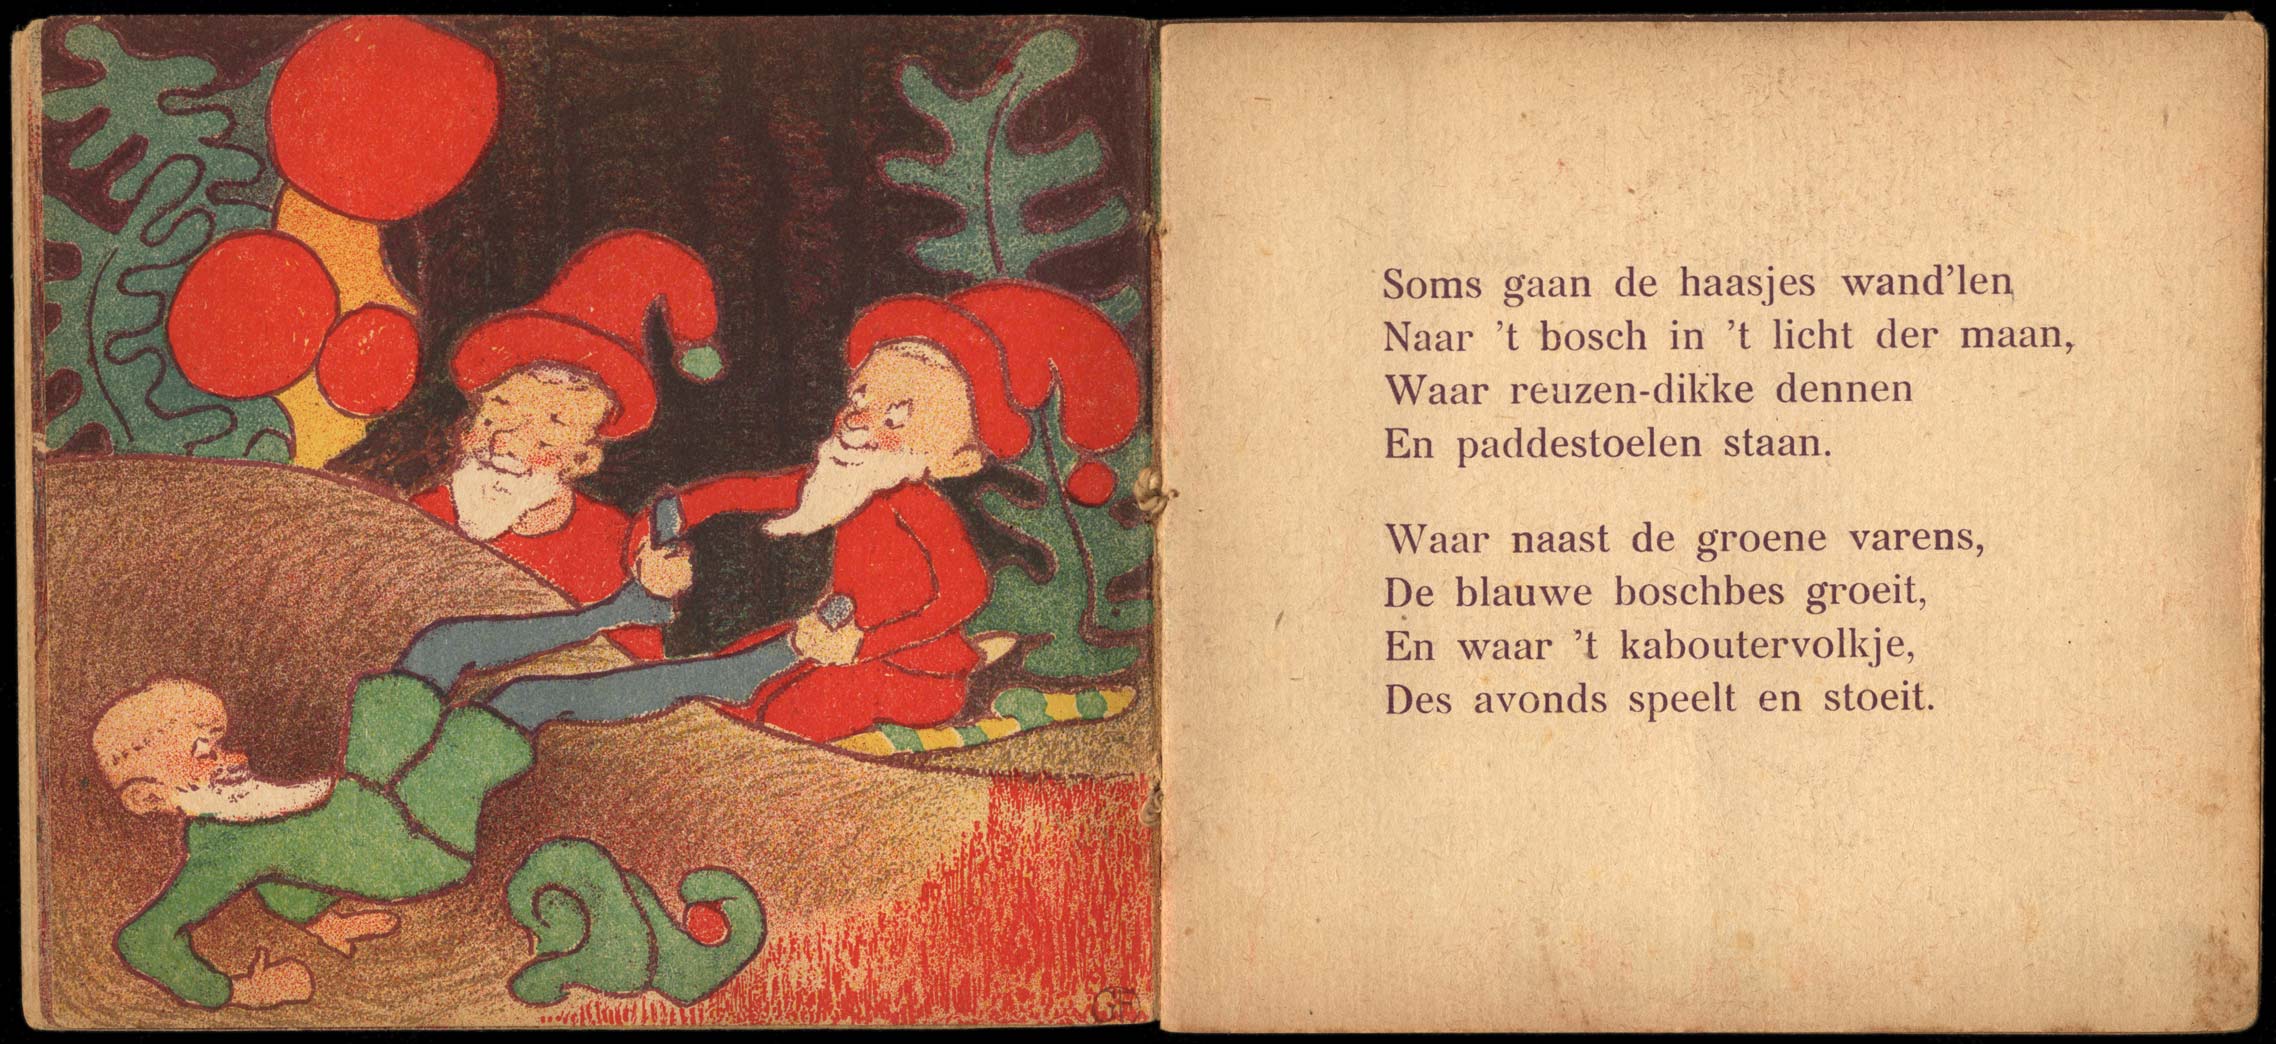 Soms gaan de haasjes wand’len
Naar ’t bosch in ’t licht der maan,
Waar reuzen-dikke dennen
En paddestoelen staan.
Waar naast de groene varens,
De blauwe boschbes groeit,
En waar ’t kaboutervolkje,
Des avonds speelt en stoeit.